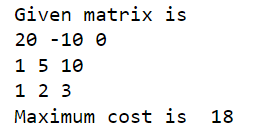 Given matrix is
20 -10 0
1 5 10
1 2 3
Maximum cost is  18